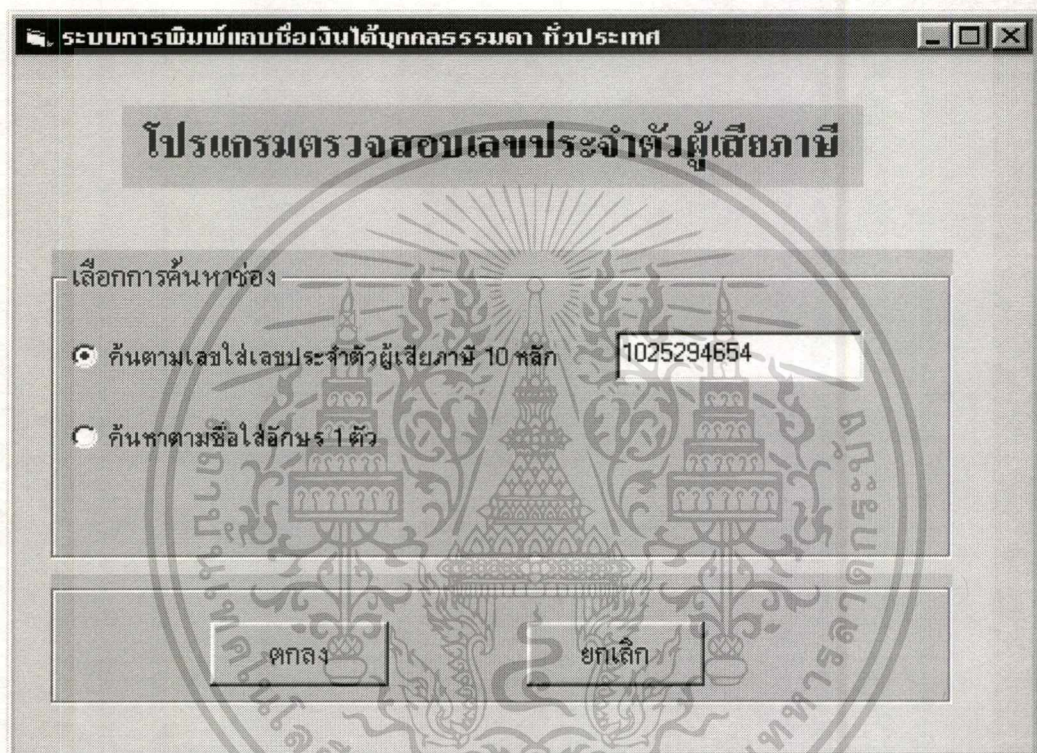 ระบบการพิมพ์แถบชื่อเงินได้บุคคลธรรมดา ทั่วประเทศ
โปรแกรมตรวจสอบเลขประจำตัวผู้เสียภาษี
เลือกการค้นหาช่อง
ค้นตามเลขใส่เลขประจำตัวผู้เสียภาษี 10 หลัก
1025294654
ค้นหาตามชื่อใส่อักษร 1 ตัว
ตกลง
ยกเลิก